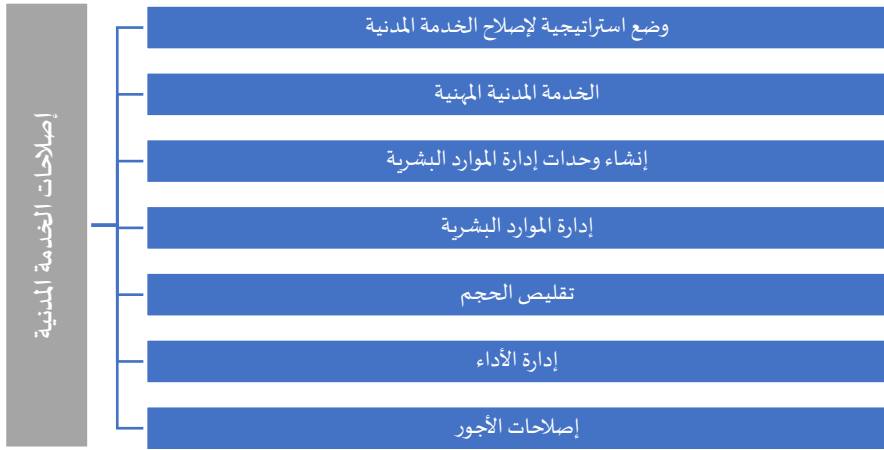 إصلاحات الخدمة المدنية
وضع استراتيجية لإصلاح الخدمة المدنية
الخدمة المدنية المهنية
إنشاء وحدات إدارة الموارد البشرية
إدارة الموارد البشرية
تقليص الحجم
إدارة الأداء
إصلاحات الأجور